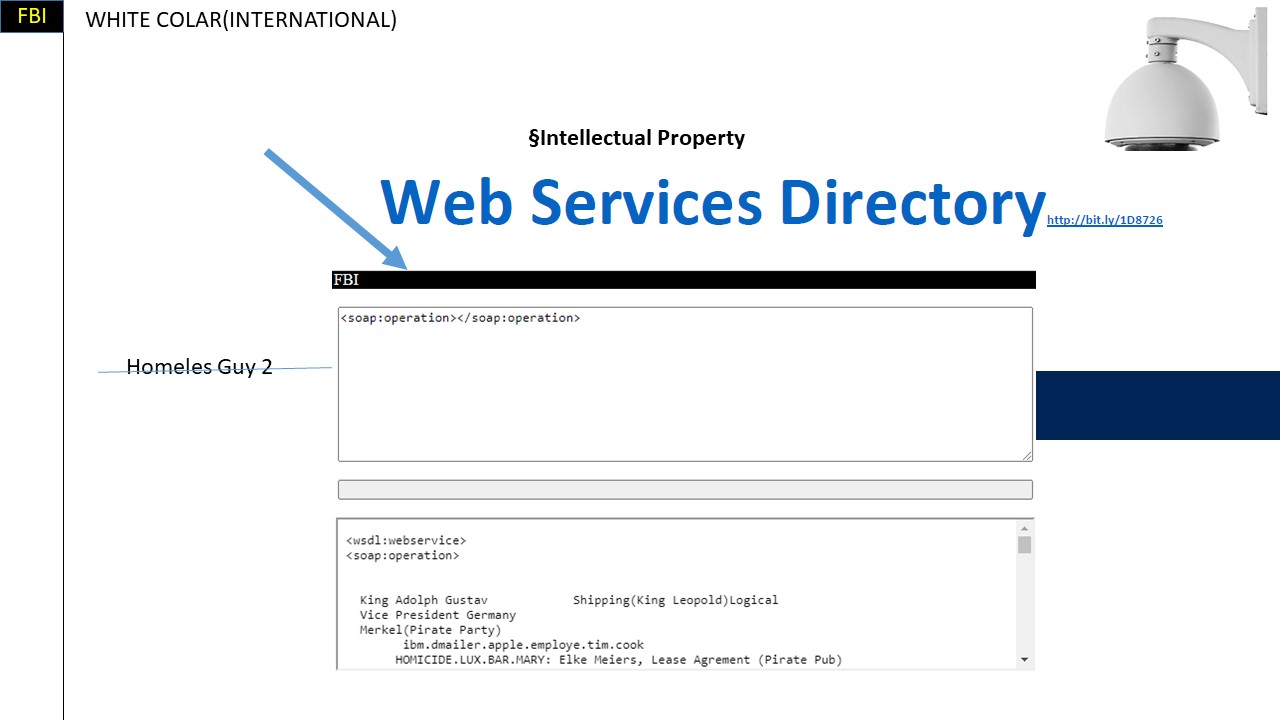 FBI
WHITE COLAR(INTERNATIONAL)
§Intellectual Property
Web Services Directory http://bit.ly/1D8726
FBI
<soap:operation></soap:operation>
Homeles Guy 2
<wsdl:webservice>
<soap:operation>
King Adolph Gustav Shipping(King Leopold)Logical
Vice President Germany
Merkel(Pirate Party)
ibm.dmailer.apple.employe.tim.cook
HOMICIDE.LUX.BAR.MARY: Elke Meiers, Lease Agrement (Pirate Pub)